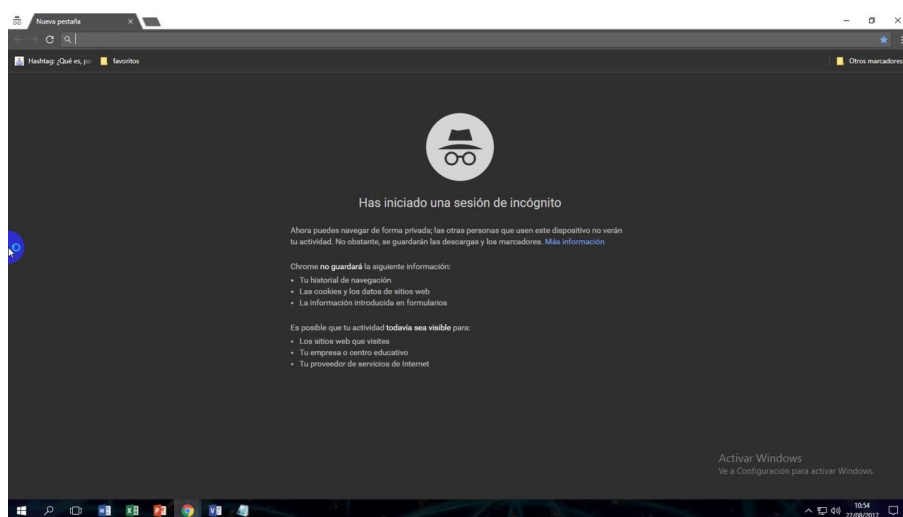 Nueva pestaña
Hashtag: ¿Qué es, pa
favoritos
Otros marcadores
Has iniciado una sesión de incógnito
Ahora puedes navegar de forma privada; las otras personas que usen este dispositivo no verán
tu actividad. No obstante, se guardarán las descargas y los marcadores. Más información
Chrome no guardará la siguiente información:
• Tu historial de navegación
• Las cookies y los datos de sitios web
• La información introducida en formularios
Es posible que tu actividad todavía sea visible para:
• Los sitios web que visites
• Tu empresa o centro educativo
• Tu proveedor de servicios de Internet
Activar Windows
Ve a Configuración para activar Windows.
10:54
22/08/2017